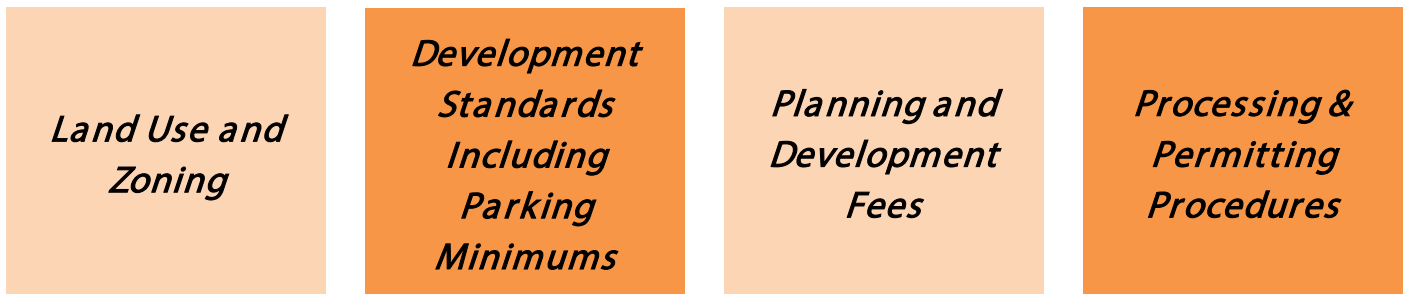 Land Use and
Zoning
Development
Standards
Including
Parking
Minimums
Planning and
Development
Fees
Processing &
Permitting
Procedures